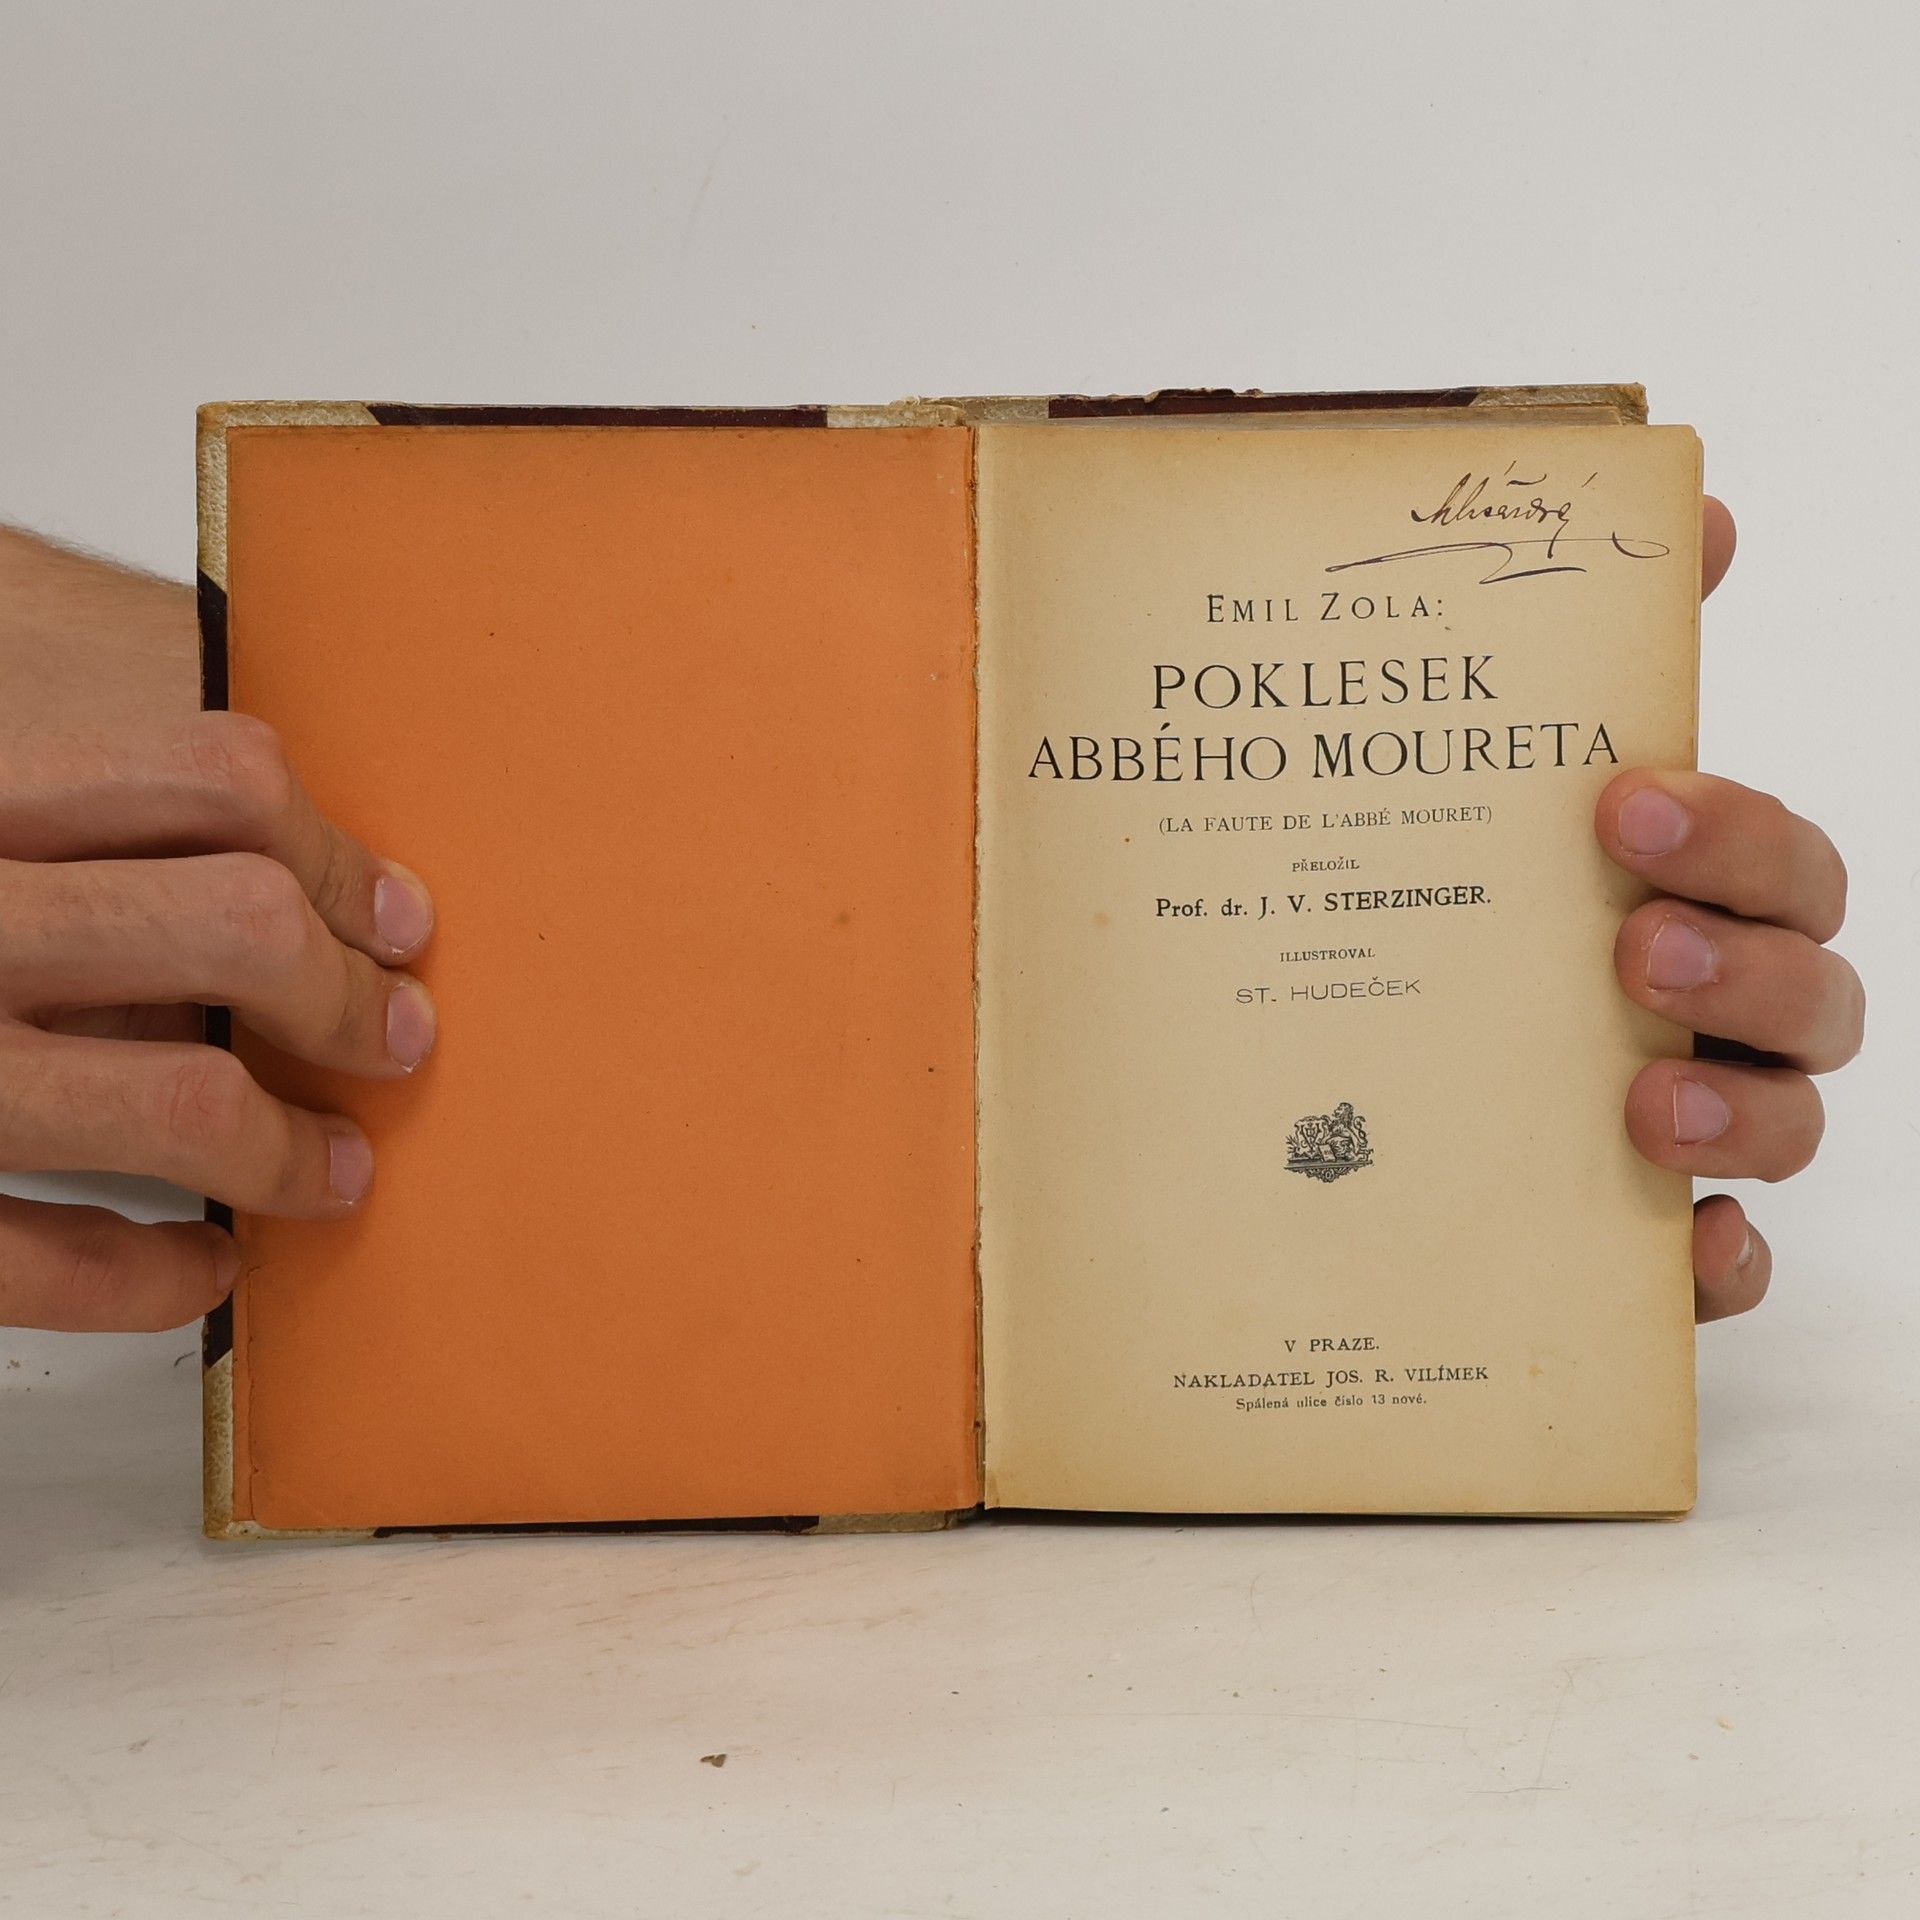 EMIL ZOLA:
POKLESEK
ABBÉHO MOURETA
(LA FAUTE DE L'ABBÉ MOURET)
PŘELOŽIL
Prof. dr. J. V. STERZINGER.
ILLUSTROVAL
ST. HUDEČEK
V PRAZE.
NAKLADATEL JOS. R. VILÍMEK
Spálená ulice číslo 13 nové.